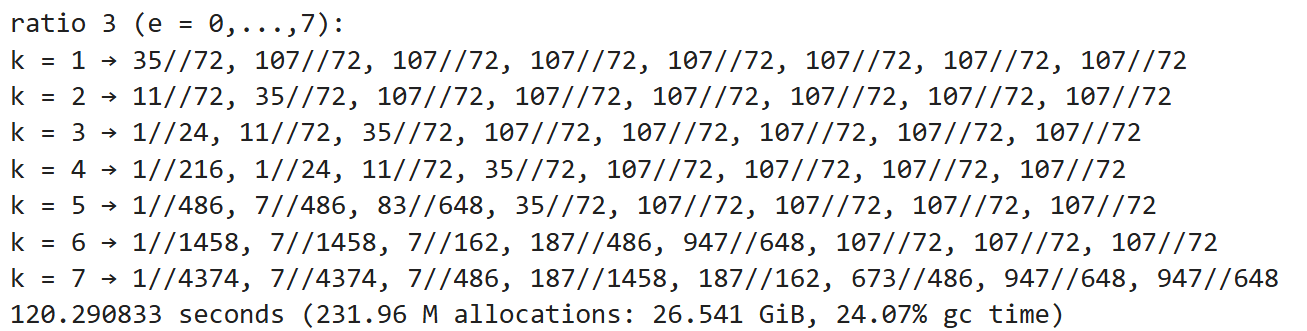 ratio 3 (e = 0,...,7):
k = 1 → 35//72, 107//72, 107//72, 107//72, 107//72, 107//72, 107//72, 107//72
k = 2 → 11//72, 35//72, 107//72, 107//72, 107//72, 107//72, 107//72, 107//72
k = 3 → 1//24, 11//72, 35//72, 107//72, 107//72, 107//72, 107//72, 107//72
k = 4 → 1//216, 1//24, 11//72, 35//72, 107//72, 107//72, 107//72, 107//72
k = 5 → 1//486, 7//486, 83//648, 35//72, 107//72, 107//72, 107//72, 107//72
k = 6 → 1//1458, 7//1458, 7//162, 187//486, 947//648, 107//72, 107//72, 107//72
k = 7 → 1//4374, 7//4374, 7//486, 187//1458, 187//162, 673//486, 947//648, 947//648
120.290833 seconds (231.96 M allocations: 26.541 GiB, 24.07% gc time)